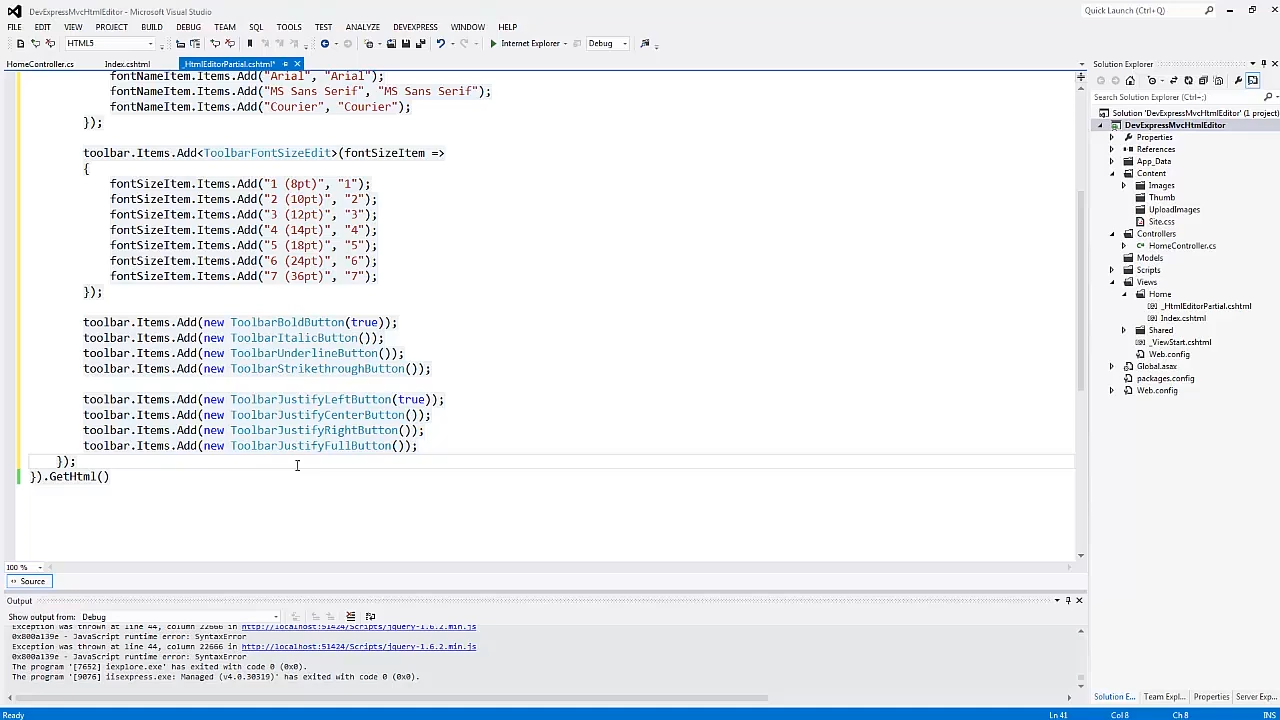 DevExpressMvcHtmlEditor - Microsoft Visual Studio
Quick Launch (Ctrl+Q)
FILE EDIT VIEW PROJECT BUILD DEBUG TEAM SQL TOOLS TEST ANALYZE DEVEXPRESS WINDOW HELP
HTML5 Internet Explorer Debug
HomeController.cs Index.cshtml _HtmlEditorPartial.cshtml*
fontNameItem.Items.Add("Arial", "Arial");
fontNameItem.Items.Add("MS Sans Serif", "MS Sans Serif");
fontNameItem.Items.Add("Courier", "Courier");
});
toolbar.Items.Add<ToolbarFontSizeEdit>(fontSizeItem =>
{
fontSizeItem.Items.Add("1 (8pt)", "1");
fontSizeItem.Items.Add("2 (10pt)", "2");
fontSizeItem.Items.Add("3 (12pt)", "3");
fontSizeItem.Items.Add("4 (14pt)", "4");
fontSizeItem.Items.Add("5 (18pt)", "5");
fontSizeItem.Items.Add("6 (24pt)", "6");
fontSizeItem.Items.Add("7 (36pt)", "7");
});
toolbar.Items.Add(new ToolbarBoldButton(true));
toolbar.Items.Add(new ToolbarItalicButton());
toolbar.Items.Add(new ToolbarUnderlineButton());
toolbar.Items.Add(new ToolbarStrikethroughButton());
toolbar.Items.Add(new ToolbarJustifyLeftButton(true));
toolbar.Items.Add(new ToolbarJustifyCenterButton());
toolbar.Items.Add(new ToolbarJustifyRightButton());
toolbar.Items.Add(new ToolbarJustifyFullButton());
});
}).GetHtml()
100 %
Source
Output
Show output from: Debug
Exception was thrown at line 44, column 22666 in http://localhost:51424/Scripts/jquery-1.6.2.min.js
0x800a139e - JavaScript runtime error: SyntaxError
Exception was thrown at line 44, column 22666 in http://localhost:51424/Scripts/jquery-1.6.2.min.js
0x800a139e - JavaScript runtime error: SyntaxError
The program '[7652] iexplore.exe' has exited with code 0 (0x0).
The program '[9076] iisexpress.exe: Managed (v4.0.30319)' has exited with code 0 (0x0).
Solution Explorer
Search Solution Explorer (Ctrl+;)
Solution 'DevExpressMvcHtmlEditor' (1 project)
DevExpressMvcHtmlEditor
Properties
References
App_Data
Content
Images
Thumb
UploadImages
Site.css
Controllers
HomeController.cs
Models
Scripts
Views
Home
_HtmlEditorPartial.cshtml
Index.cshtml
Shared
_ViewStart.cshtml
Web.config
Global.asax
packages.config
Web.config
Solution E... Team Expl... Properties Server Exp...
Ready Ln 41 Col 8 Ch 8 INS